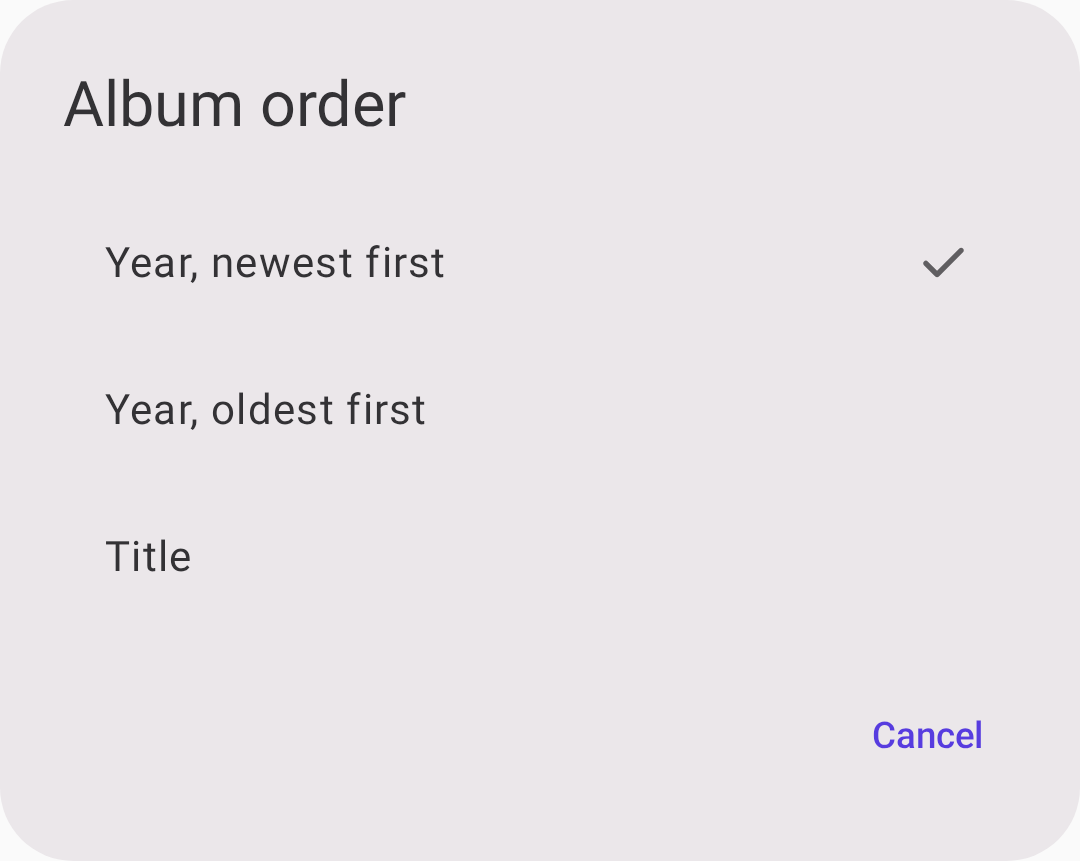 Album order
Year, newest first
Year, oldest first
Title
Cancel